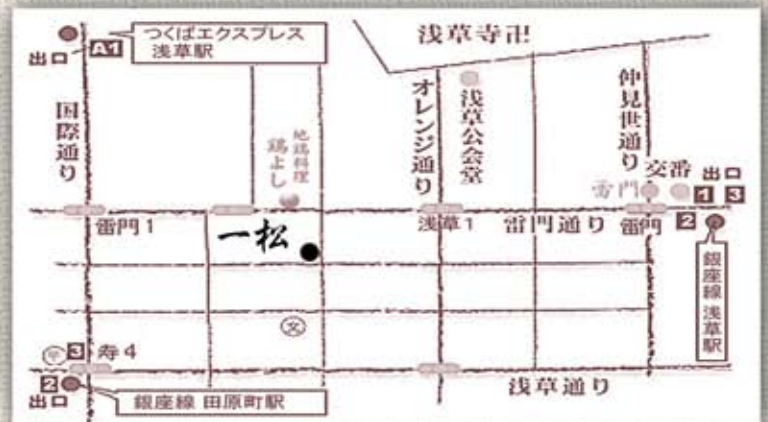 つくばエクスプレス
浅草駅
出口
A1
浅草寺卍
国際通り
地鶏料理
鶏よし
オレンジ通り
浅草公会堂
仲見世通り
交番
出口
雷門
1
3
雷門1
一松
浅草1
雷門通り
雷門
2
銀座線 浅草駅
文
3
寿4
2
出口
銀座線 田原町駅
浅草通り